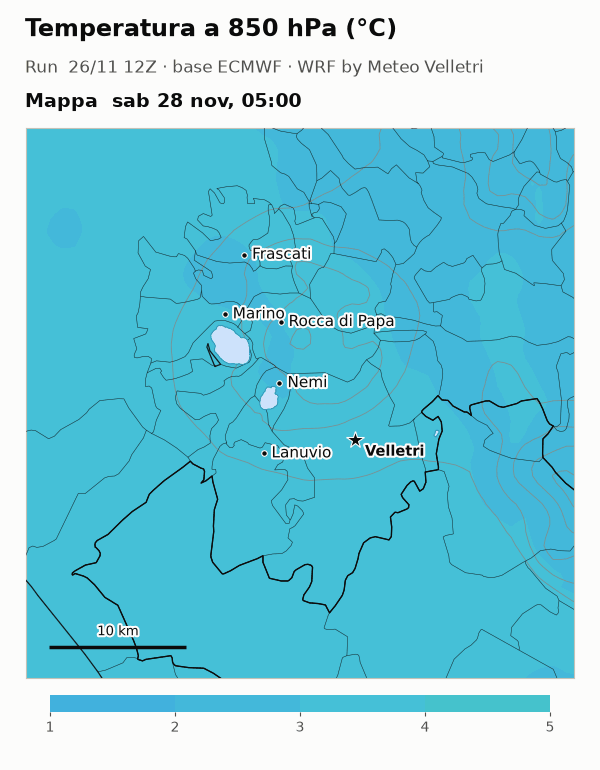 Temperatura a 850 hPa (°C)
Run  26/11 12Z · base ECMWF · WRF by Meteo Velletri
Mappa  sab 28 nov, 05:00
Frascati
Marino
Rocca di Papa
Nemi
Velletri
Lanuvio
10 km
1 2 3 4 5